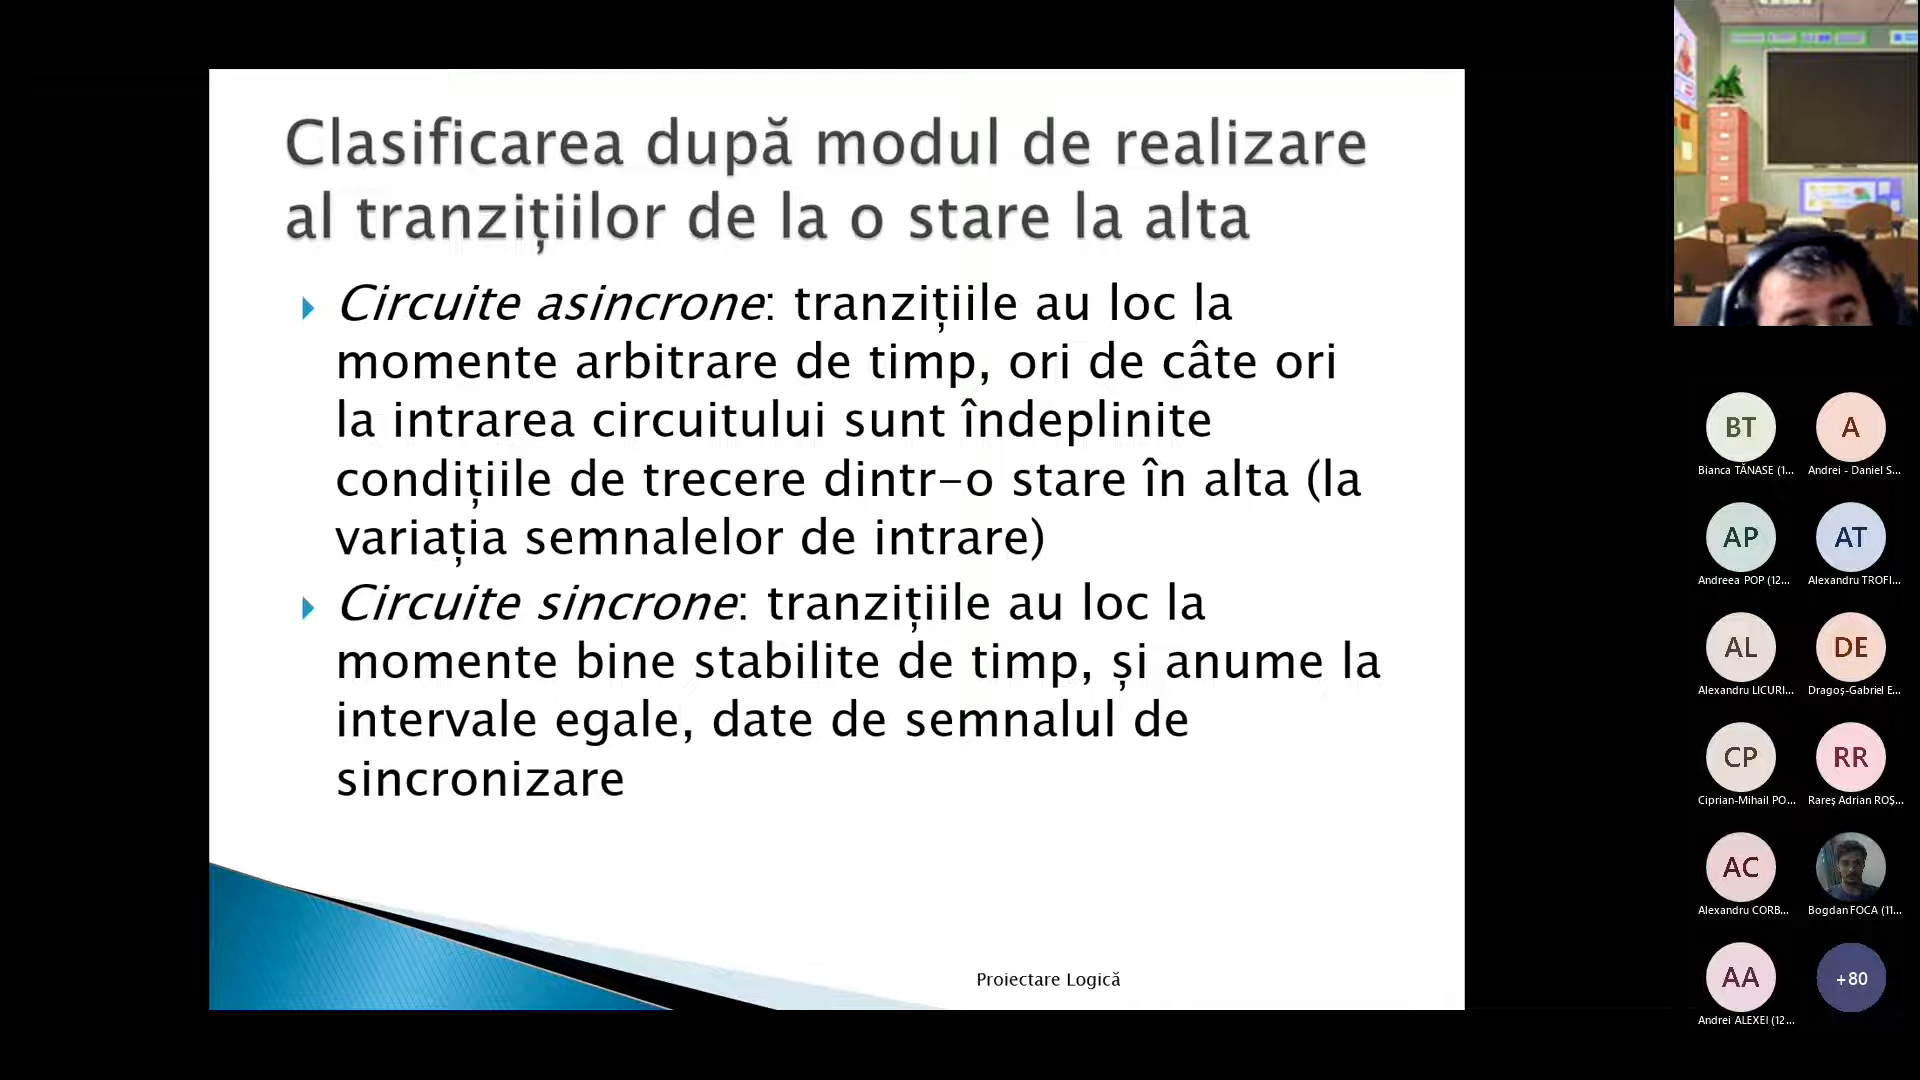 Clasificarea după modul de realizare
al tranzițiilor de la o stare la alta
Circuite asincrone: tranzițiile au loc la
momente arbitrare de timp, ori de câte ori
la intrarea circuitului sunt îndeplinite
condițiile de trecere dintr-o stare în alta (la
variația semnalelor de intrare)
Circuite sincrone: tranzițiile au loc la
momente bine stabilite de timp, și anume la
intervale egale, date de semnalul de
sincronizare
Proiectare Logică
BT
A
Bianca TĂNASE (1...
Andrei - Daniel S...
AP
AT
Andreea POP (12...
Alexandru TROFI...
AL
DE
Alexandru LICURI...
Dragoș-Gabriel E...
CP
RR
Ciprian-Mihail PO...
Rareș Adrian ROȘ...
AC
Alexandru CORB...
Bogdan FOCA (11...
AA
+80
Andrei ALEXEI (12...